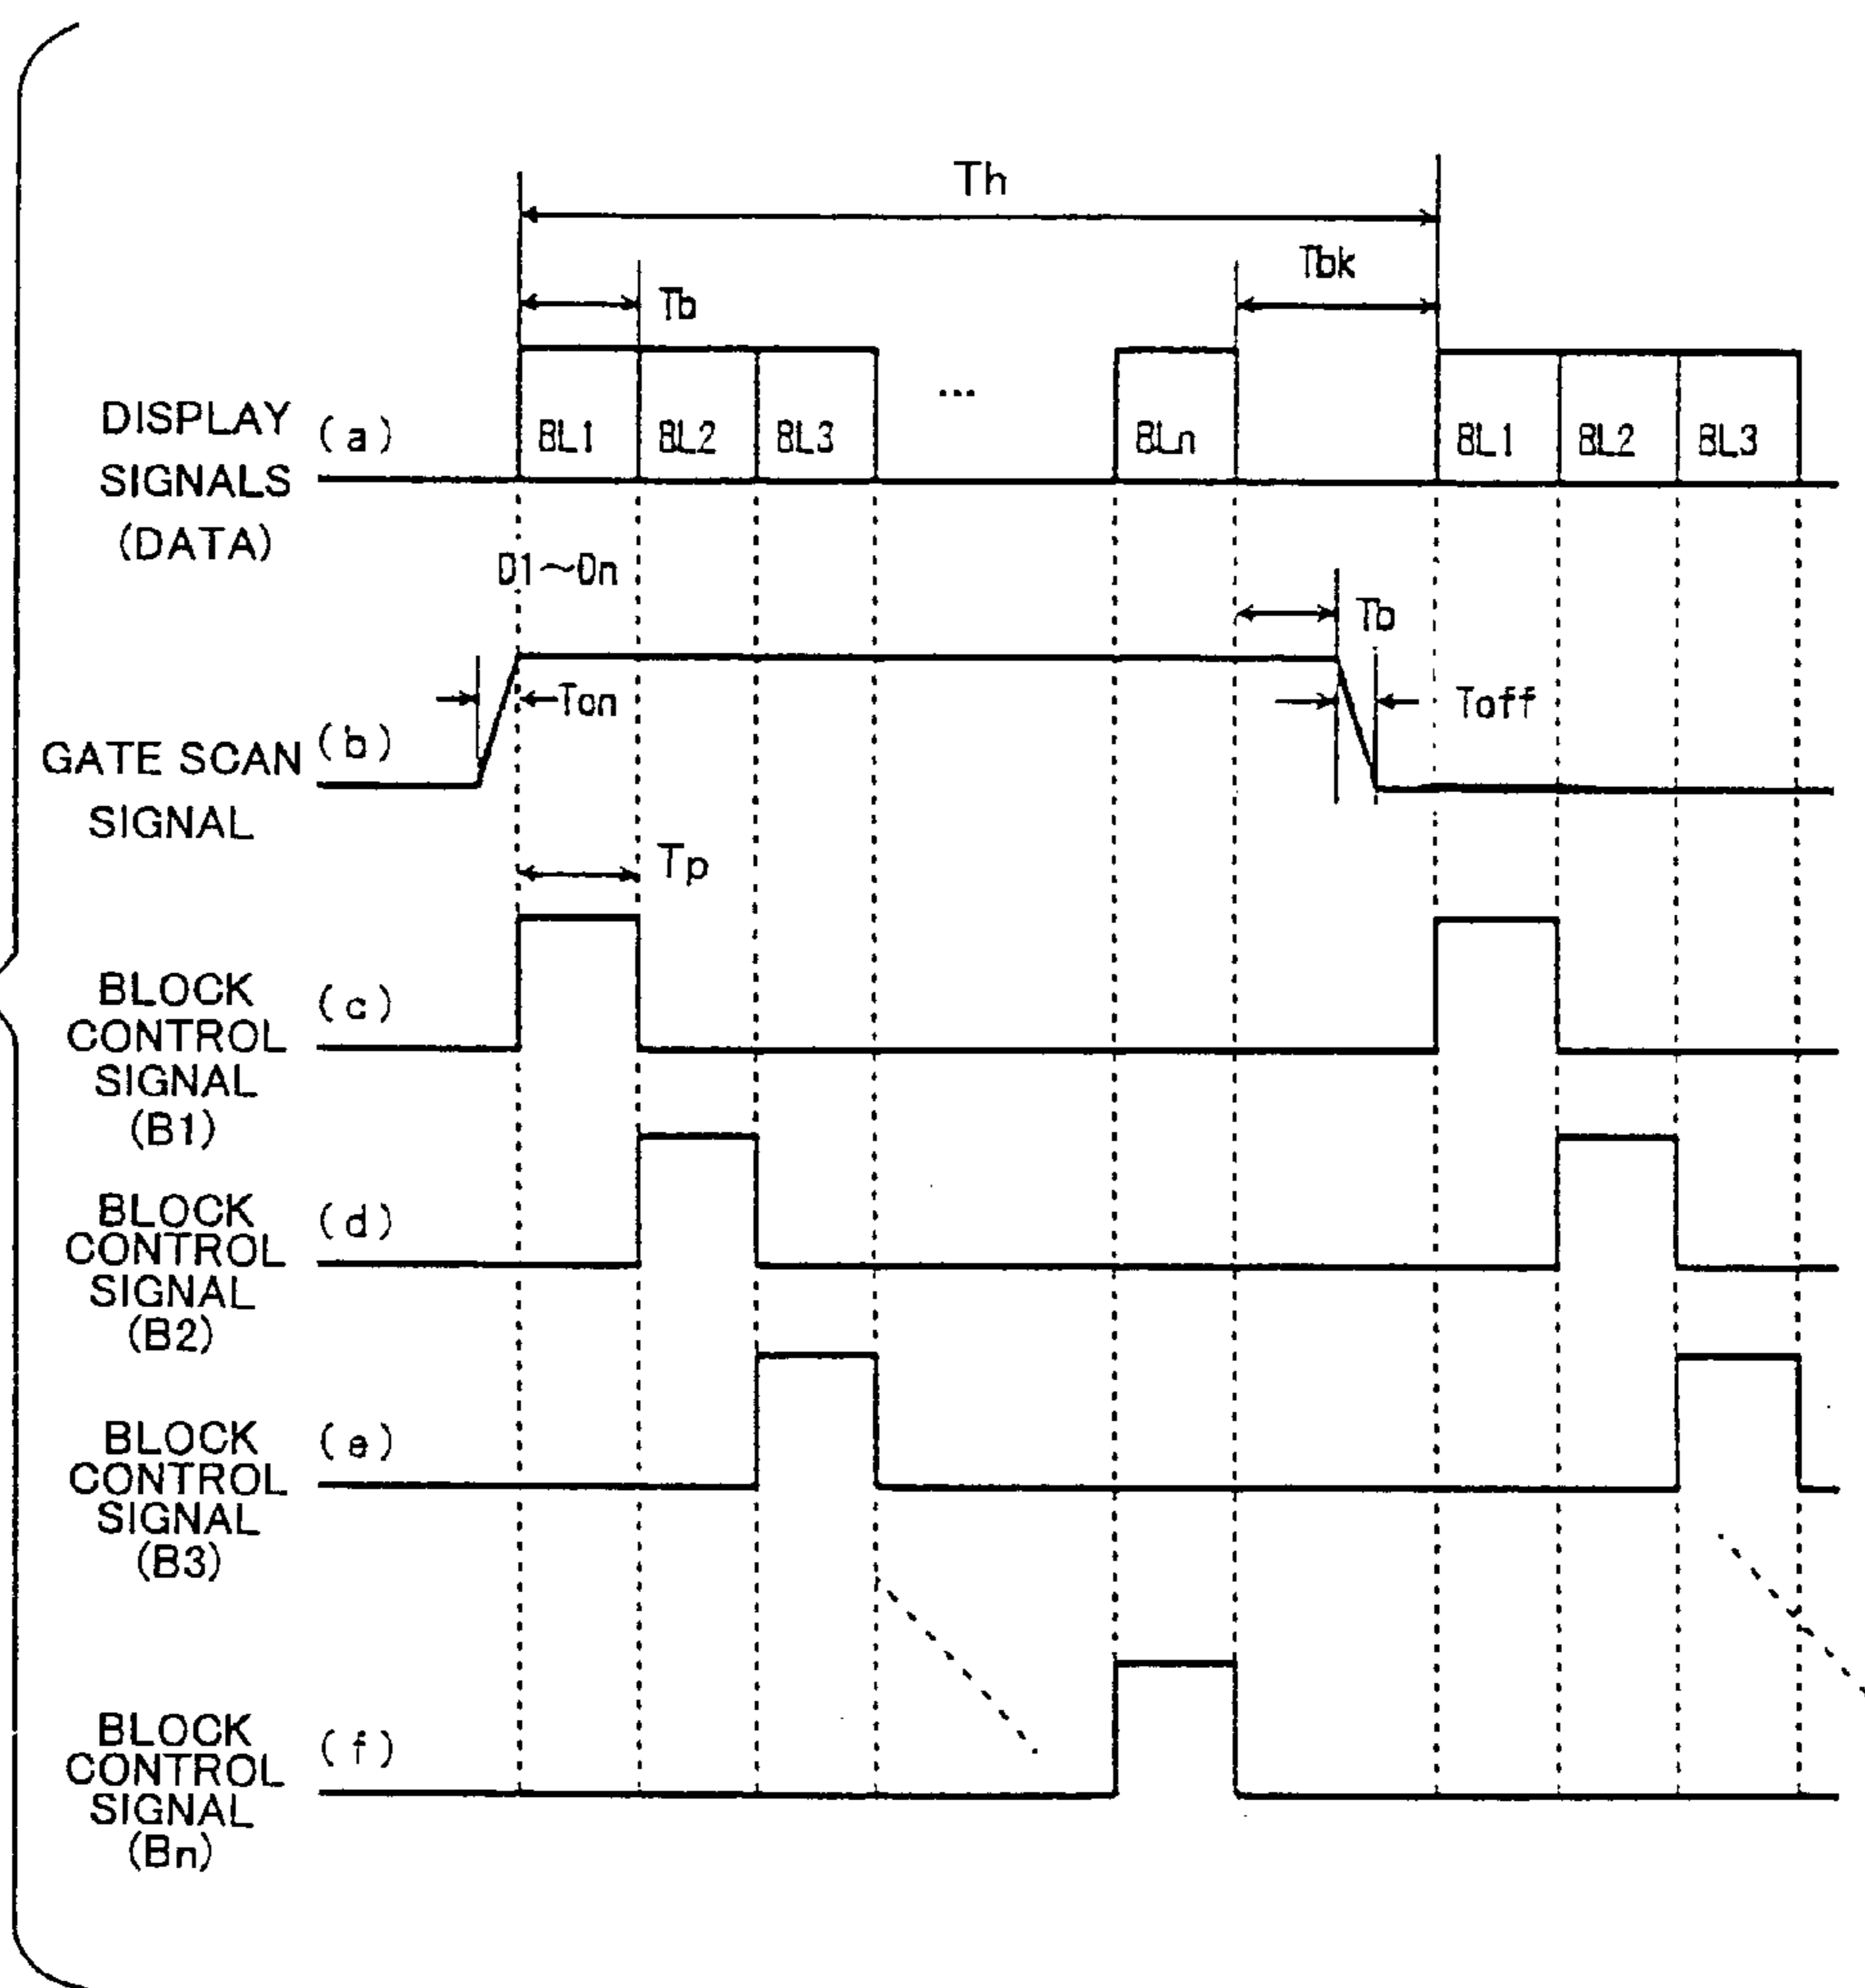 Th
Tbk
Tb
DISPLAY
SIGNALS
(DATA)
(a)
BL1 BL2 BL3 ... BLn BL1 BL2 BL3
D1~Dn
Tb
Ton
Toff
GATE SCAN
SIGNAL
(b)
Tp
BLOCK
CONTROL
SIGNAL
(B1)
(c)
BLOCK
CONTROL
SIGNAL
(B2)
(d)
BLOCK
CONTROL
SIGNAL
(B3)
(e)
BLOCK
CONTROL
SIGNAL
(Bn)
(f)